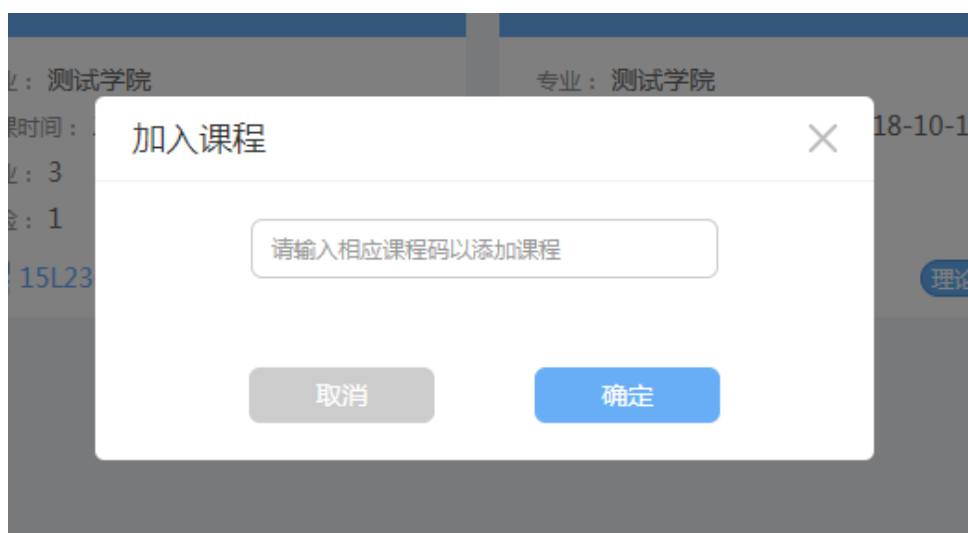 专业：测试学院
专业：测试学院
课时间：
18-10-1
加入课程
业：3
检：1
请输入相应课程码以添加课程
15L23
理论
取消
确定